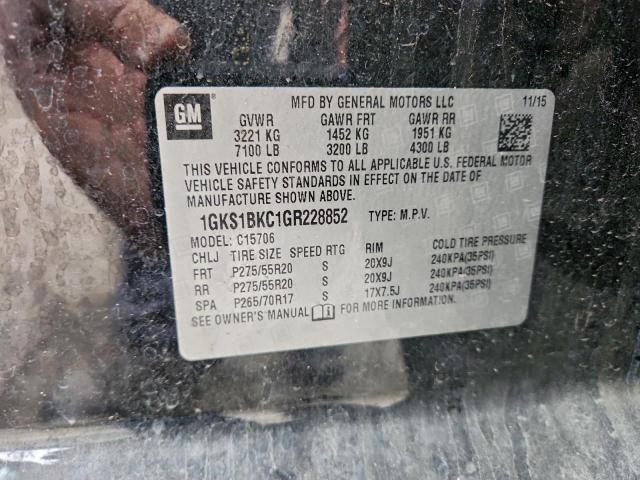 GM ®
MFD BY GENERAL MOTORS LLC 11/15
GVWR GAWR FRT GAWR RR
3221 KG 1452 KG 1951 KG
7100 LB 3200 LB 4300 LB
THIS VEHICLE CONFORMS TO ALL APPLICABLE U.S. FEDERAL MOTOR
VEHICLE SAFETY STANDARDS IN EFFECT ON THE DATE OF
MANUFACTURE SHOWN ABOVE.
1GKS1BKC1GR228852 TYPE: M.P.V.
MODEL: C15706
CHLJ TIRE SIZE SPEED RTG RIM COLD TIRE PRESSURE
FRT P275/55R20 S 20X9J 240KPA(35PSI)
RR P275/55R20 S 20X9J 240KPA(35PSI)
SPA P265/70R17 S 17X7.5J 240KPA(35PSI)
SEE OWNER'S MANUAL FOR MORE INFORMATION.